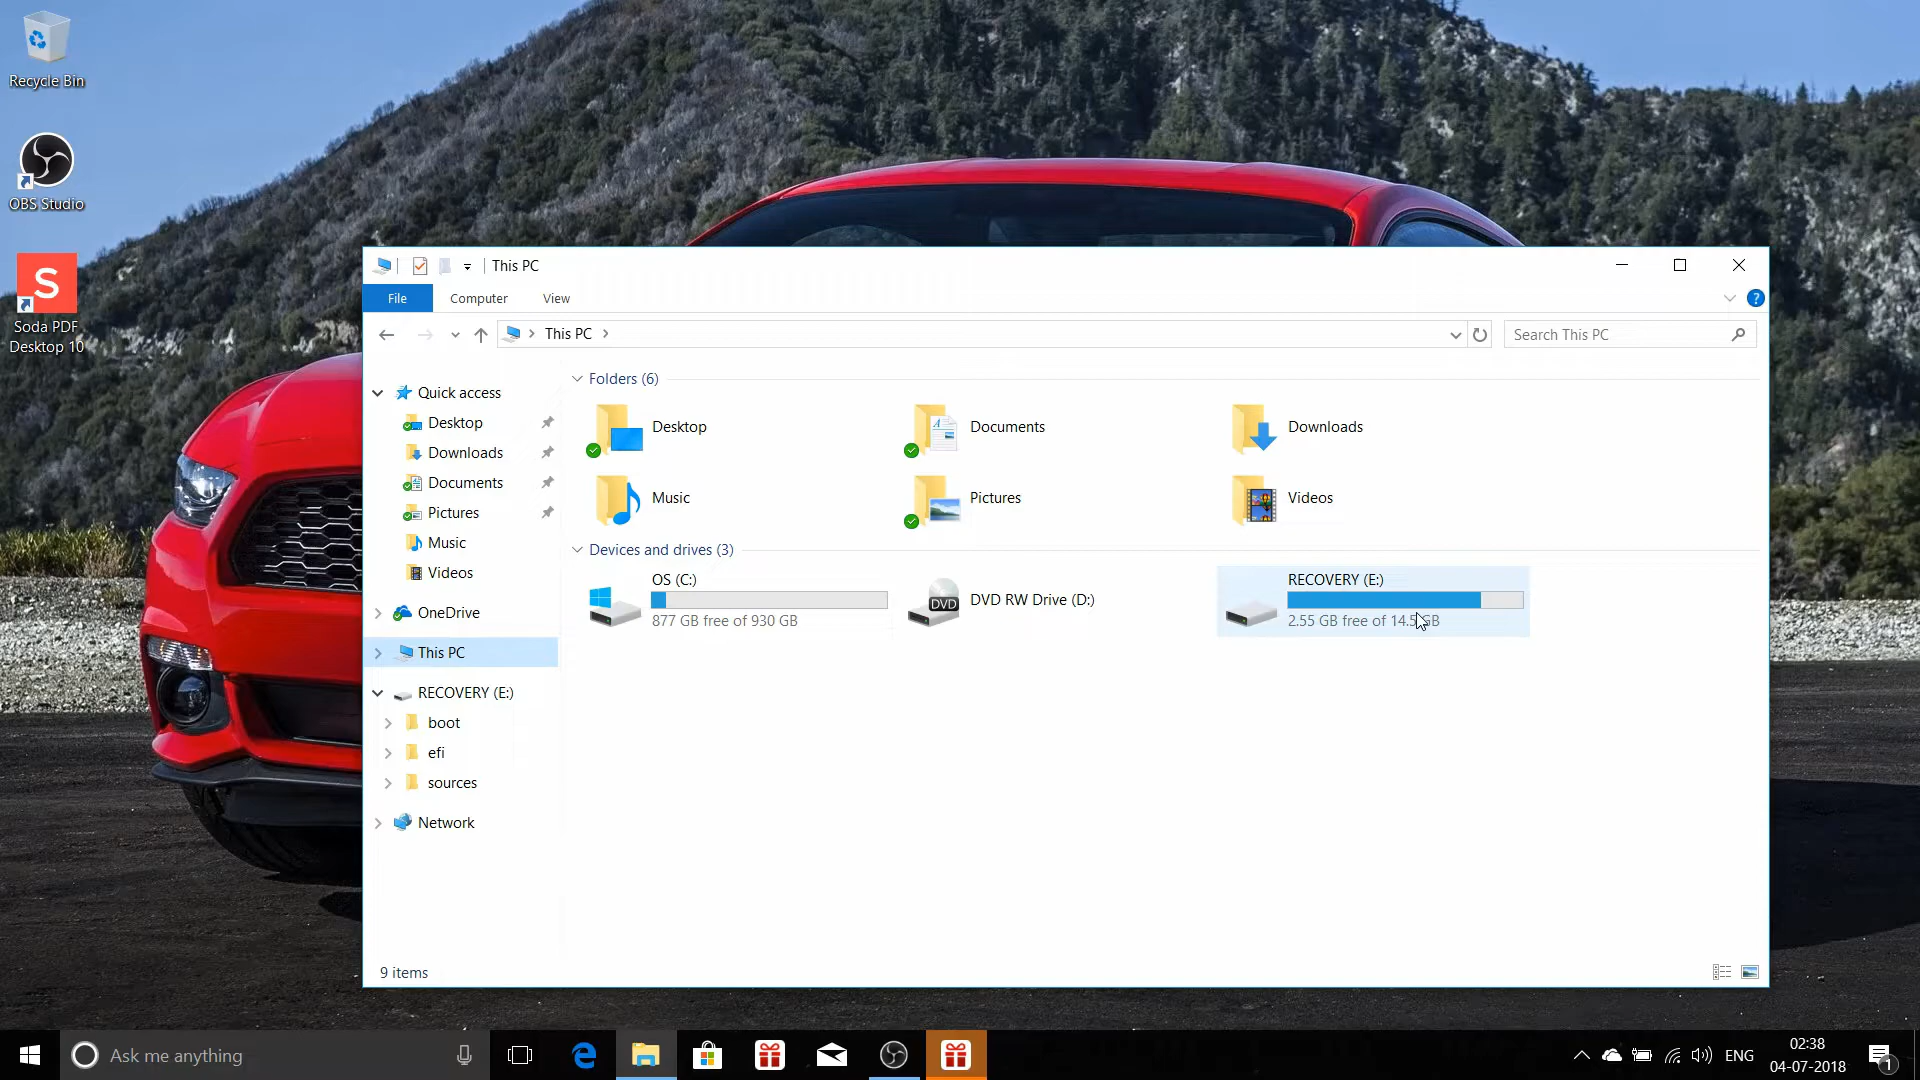 Recycle Bin
OBS Studio
S
Soda PDF
Desktop 10
This PC
File
Computer
View
?
This PC
Search This PC
Quick access
Desktop
Downloads
Documents
Pictures
Music
Videos
OneDrive
This PC
RECOVERY (E:)
boot
efi
sources
Network
Folders (6)
Desktop
Documents
Downloads
Music
Pictures
Videos
Devices and drives (3)
OS (C:)
877 GB free of 930 GB
DVD
DVD RW Drive (D:)
RECOVERY (E:)
2.55 GB free of 14.5 GB
9 items
Ask me anything
ENG
02:38
04-07-2018
1